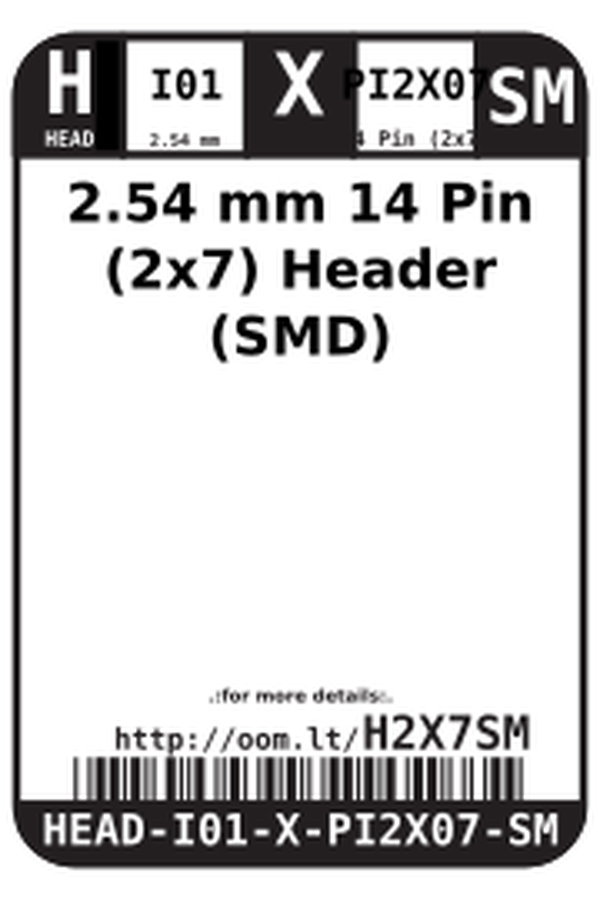 H I01 X PI2X07 SM
HEAD 2.54 mm 4 Pin (2x7
2.54 mm 14 Pin
(2x7) Header
(SMD)
.:for more details:.
http://oom.lt/H2X7SM
HEAD-I01-X-PI2X07-SM